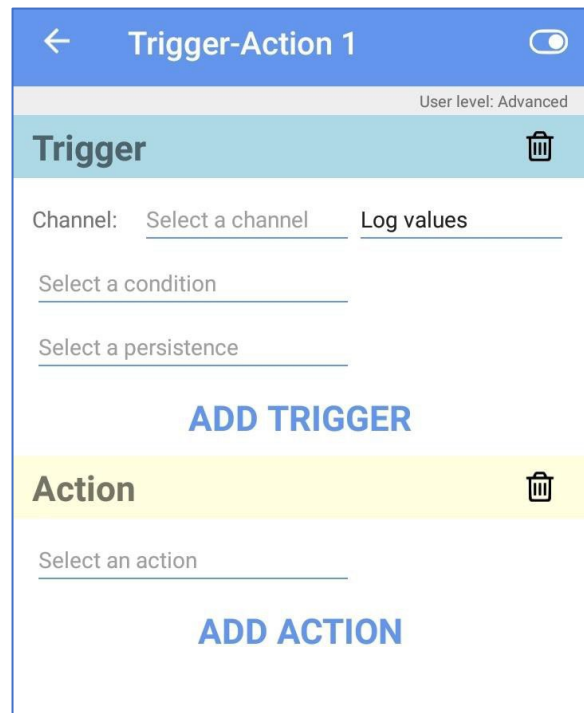 Trigger-Action 1
User level: Advanced
Trigger
Channel: Select a channel Log values
Select a condition
Select a persistence
ADD TRIGGER
Action
Select an action
ADD ACTION